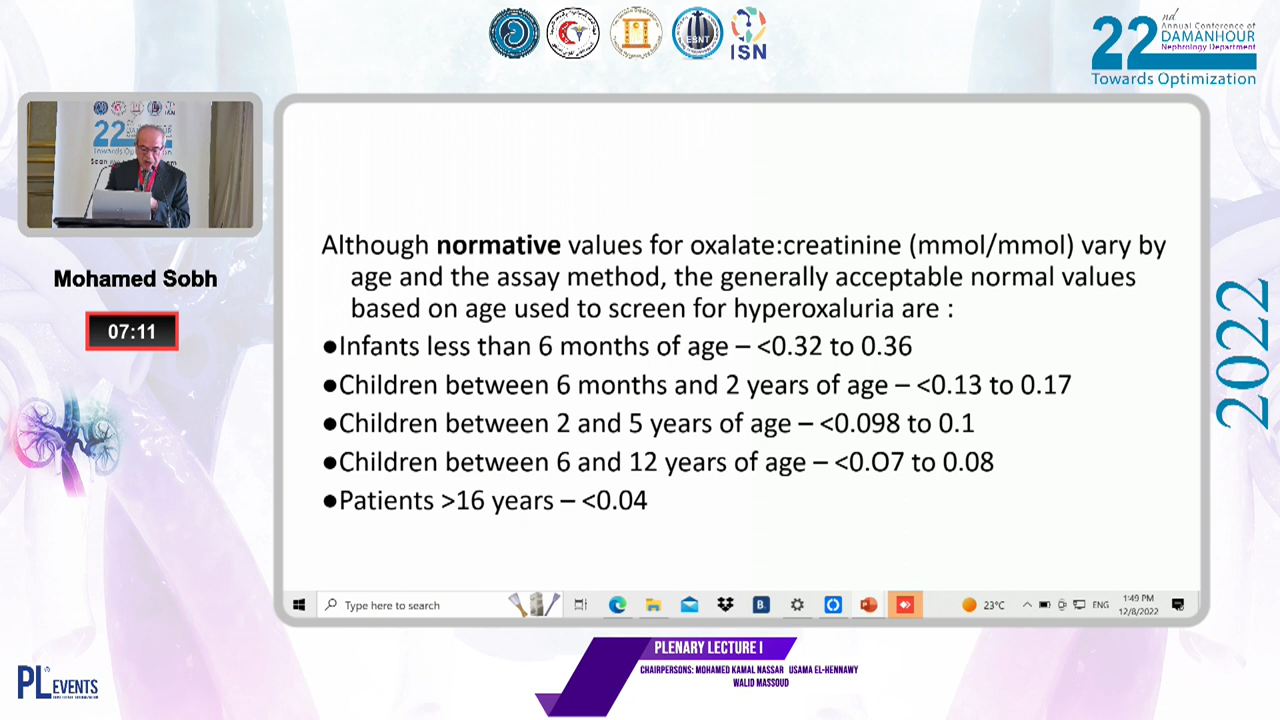 ESNT
ISN
22nd
Annual Conference of
DAMANHOUR
Nephrology Department
Towards Optimization
22
DAMANHOUR
Towards Optimization
Mohamed Sobh
07:11
Although normative values for oxalate:creatinine (mmol/mmol) vary by
age and the assay method, the generally acceptable normal values
based on age used to screen for hyperoxaluria are :
●Infants less than 6 months of age – <0.32 to 0.36
●Children between 6 months and 2 years of age – <0.13 to 0.17
●Children between 2 and 5 years of age – <0.098 to 0.1
●Children between 6 and 12 years of age – <0.O7 to 0.08
●Patients >16 years – <0.04
2022
Type here to search
B.
23°C
ENG
1:49 PM
12/8/2022
PLENARY LECTURE I
CHAIRPERSONS: MOHAMED KAMAL NASSAR USAMA EL-HENNAWY
WALID MASSOUD
PL EVENTS